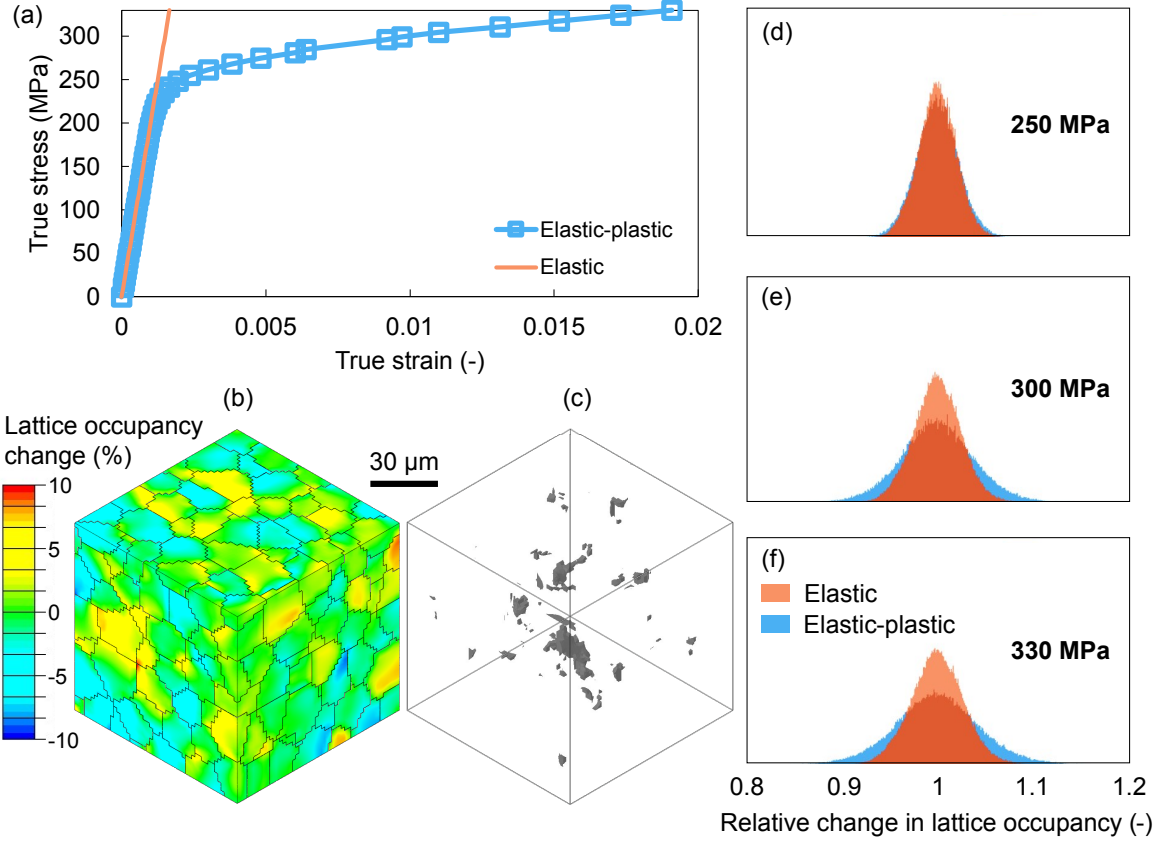 (a)
True stress (MPa)
300
250
200
150
100
50
0
0
0.005
0.01
0.015
0.02
True strain (-)
Elastic-plastic
Elastic
(b)
Lattice occupancy
change (%)
10
5
0
-5
-10
30 μm
(c)
(d)
250 MPa
(e)
300 MPa
(f)
Elastic
Elastic-plastic
330 MPa
0.8
0.9
1
1.1
1.2
Relative change in lattice occupancy (-)